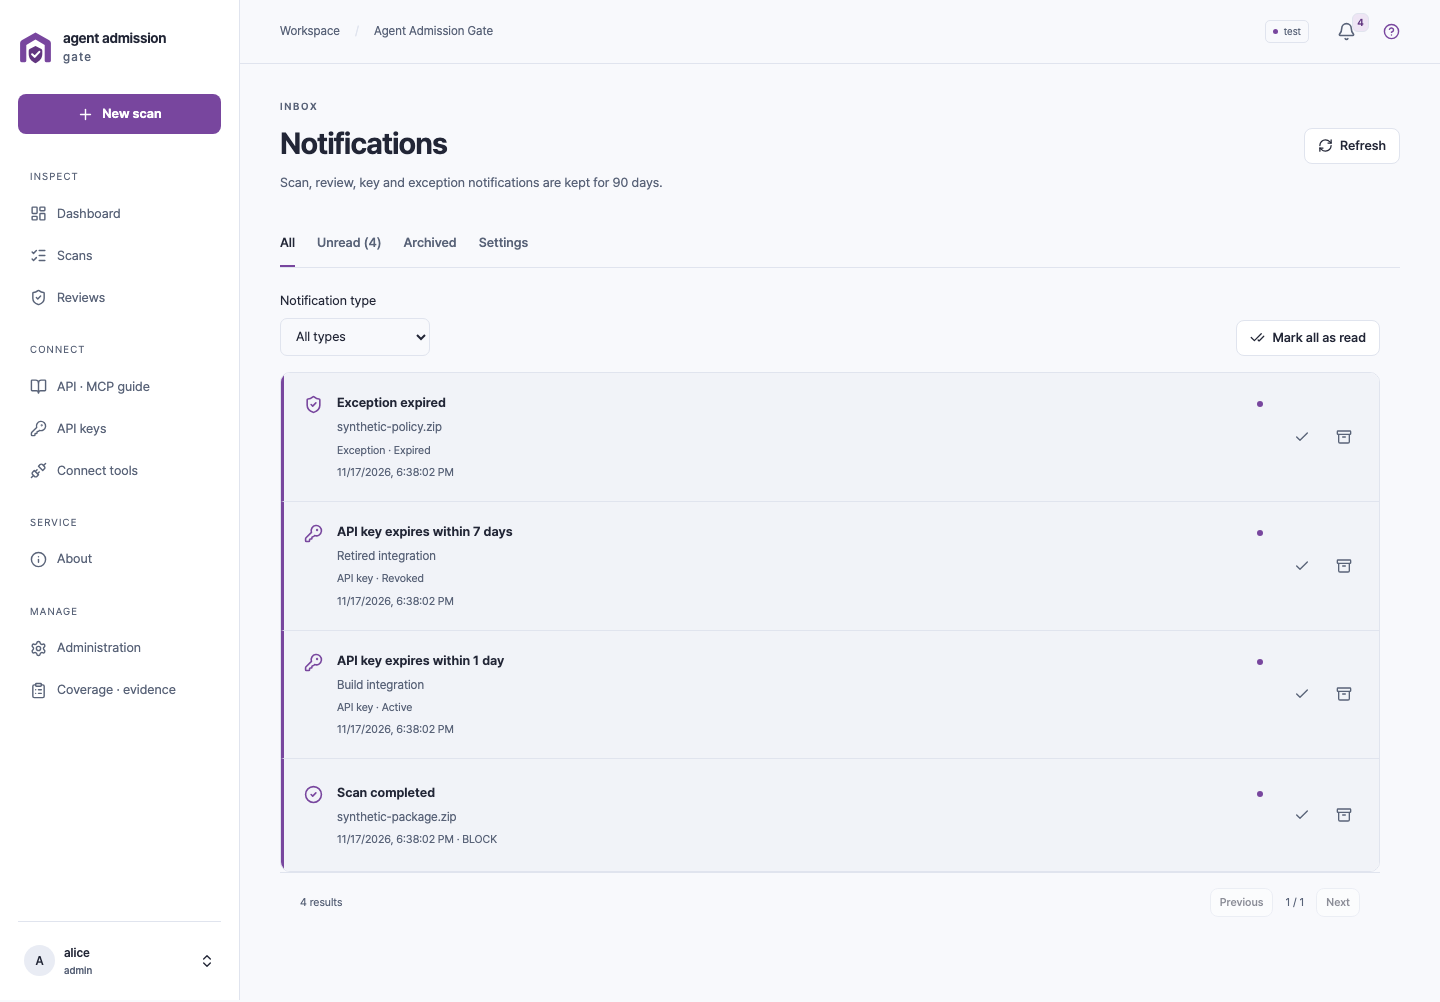 agent admission
gate
New scan
INSPECT
Dashboard
Scans
Reviews
CONNECT
API · MCP guide
API keys
Connect tools
SERVICE
About
MANAGE
Administration
Coverage · evidence
A
alice
admin
Workspace / Agent Admission Gate
test
4
INBOX
Notifications
Refresh
Scan, review, key and exception notifications are kept for 90 days.
All Unread (4) Archived Settings
Notification type
All types
Mark all as read
Exception expired
synthetic-policy.zip
Exception · Expired
11/17/2026, 6:38:02 PM
API key expires within 7 days
Retired integration
API key · Revoked
11/17/2026, 6:38:02 PM
API key expires within 1 day
Build integration
API key · Active
11/17/2026, 6:38:02 PM
Scan completed
synthetic-package.zip
11/17/2026, 6:38:02 PM · BLOCK
4 results
Previous 1 / 1 Next